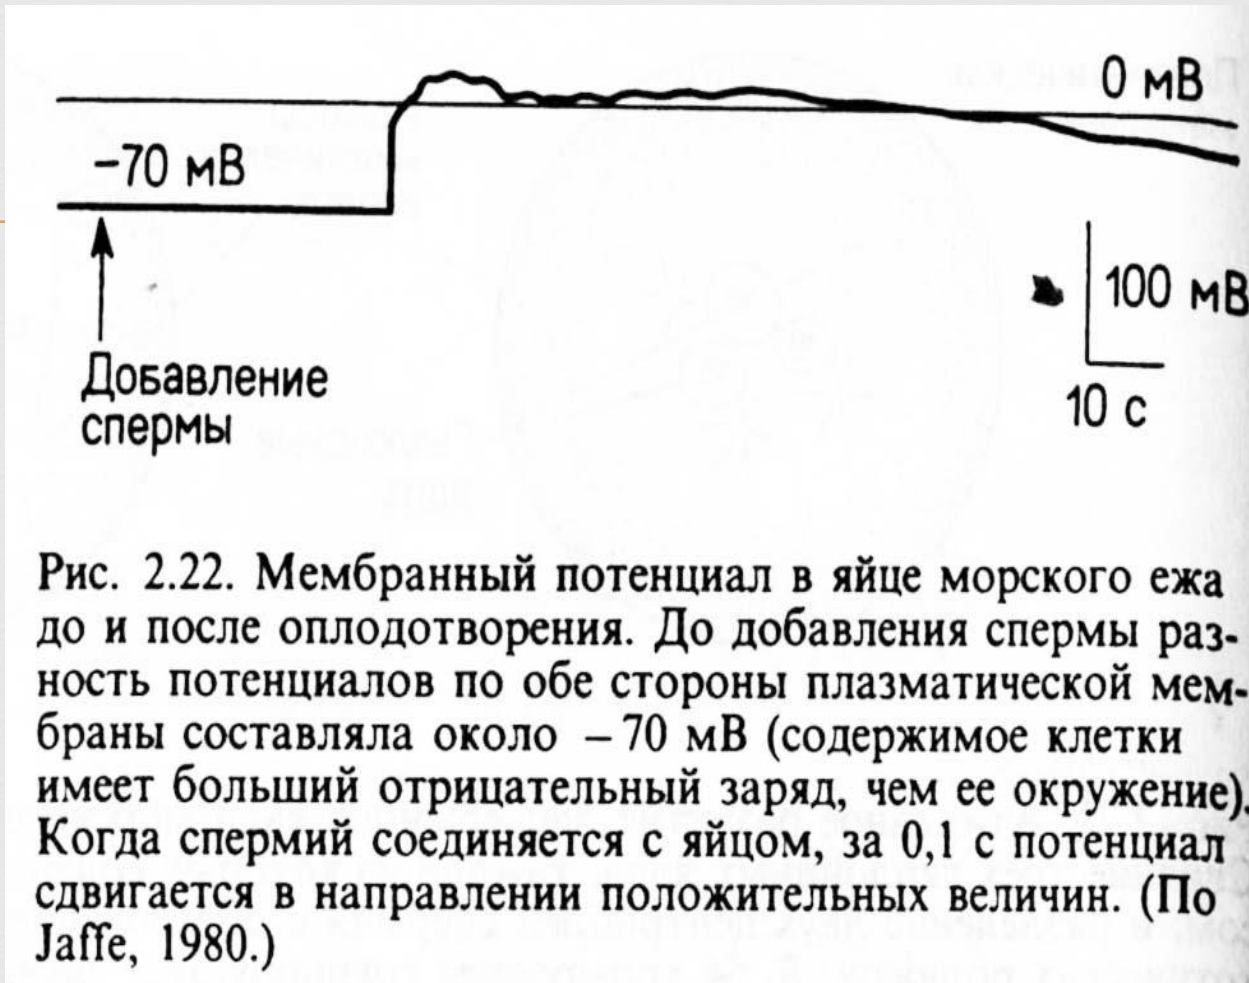 0 мВ
−70 мВ
100 мВ
Добавление
спермы
10 с
Рис. 2.22. Мембранный потенциал в яйце морского ежа
до и после оплодотворения. До добавления спермы раз-
ность потенциалов по обе стороны плазматической мем-
браны составляла около −70 мВ (содержимое клетки
имеет больший отрицательный заряд, чем ее окружение).
Когда спермий соединяется с яйцом, за 0,1 с потенциал
сдвигается в направлении положительных величин. (По
Jaffe, 1980.)